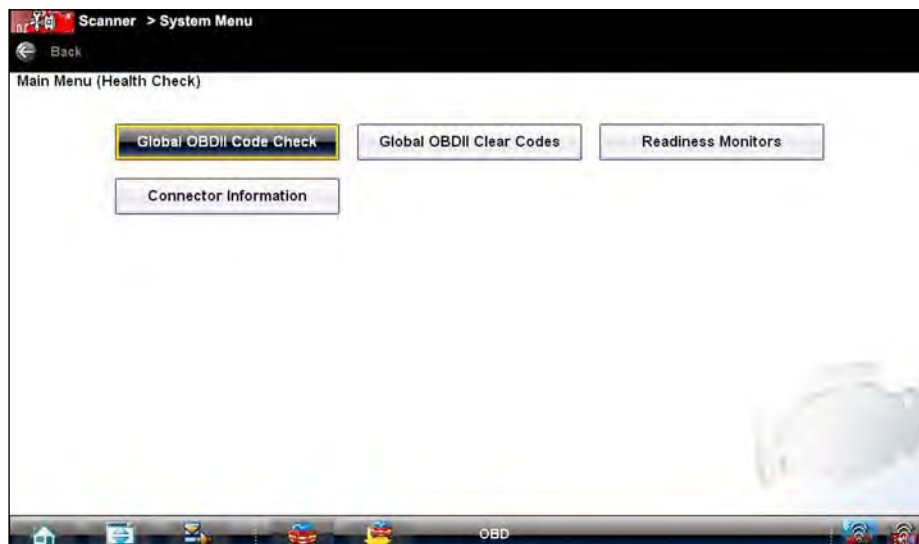 Scanner > System Menu
Back
Main Menu (Health Check)
Global OBDII Code Check Global OBDII Clear Codes Readiness Monitors
Connector Information
OBD